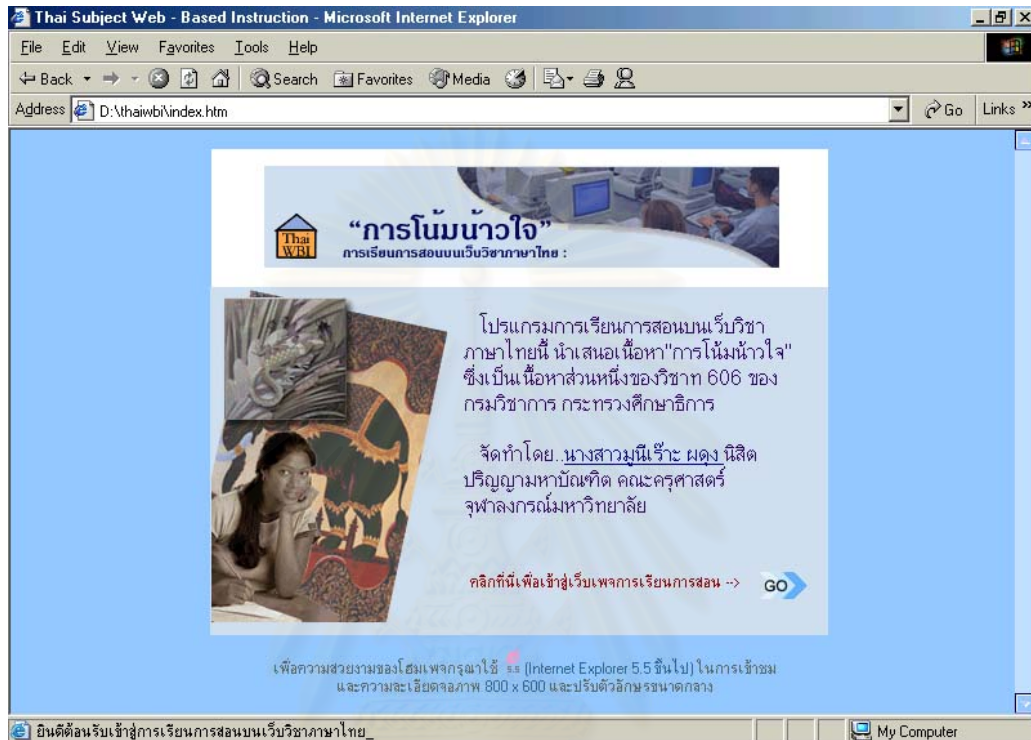 Thai Subject Web - Based Instruction - Microsoft Internet Explorer
File Edit View Favorites Tools Help
Back Search Favorites Media
Address D:\thaiwbi\index.htm Go Links »
Thai WBI
“การโน้มน้าวใจ”
การเรียนการสอนบนเว็บวิชาภาษาไทย :
โปรแกรมการเรียนการสอนบนเว็บวิชา
ภาษาไทยนี้ นำเสนอเนื้อหา"การโน้มน้าวใจ"
ซึ่งเป็นเนื้อหาส่วนหนึ่งของวิชาท 606 ของ
กรมวิชาการ กระทรวงศึกษาธิการ
จัดทำโดย..นางสาวมูนีเร๊าะ ผดุง นิสิต
ปริญญามหาบัณฑิต คณะครุศาสตร์
จุฬาลงกรณ์มหาวิทยาลัย
คลิกที่นี่เพื่อเข้าสู่เว็บเพจการเรียนการสอน --> GO
เพื่อความสวยงามของโฮมเพจกรุณาใช้ 5.5 (Internet Explorer 5.5 ขึ้นไป) ในการเข้าชม
และความละเอียดจอภาพ 800 x 600 และปรับตัวอักษรขนาดกลาง
ยินดีต้อนรับเข้าสู่การเรียนการสอนบนเว็บวิชาภาษาไทย_
My Computer